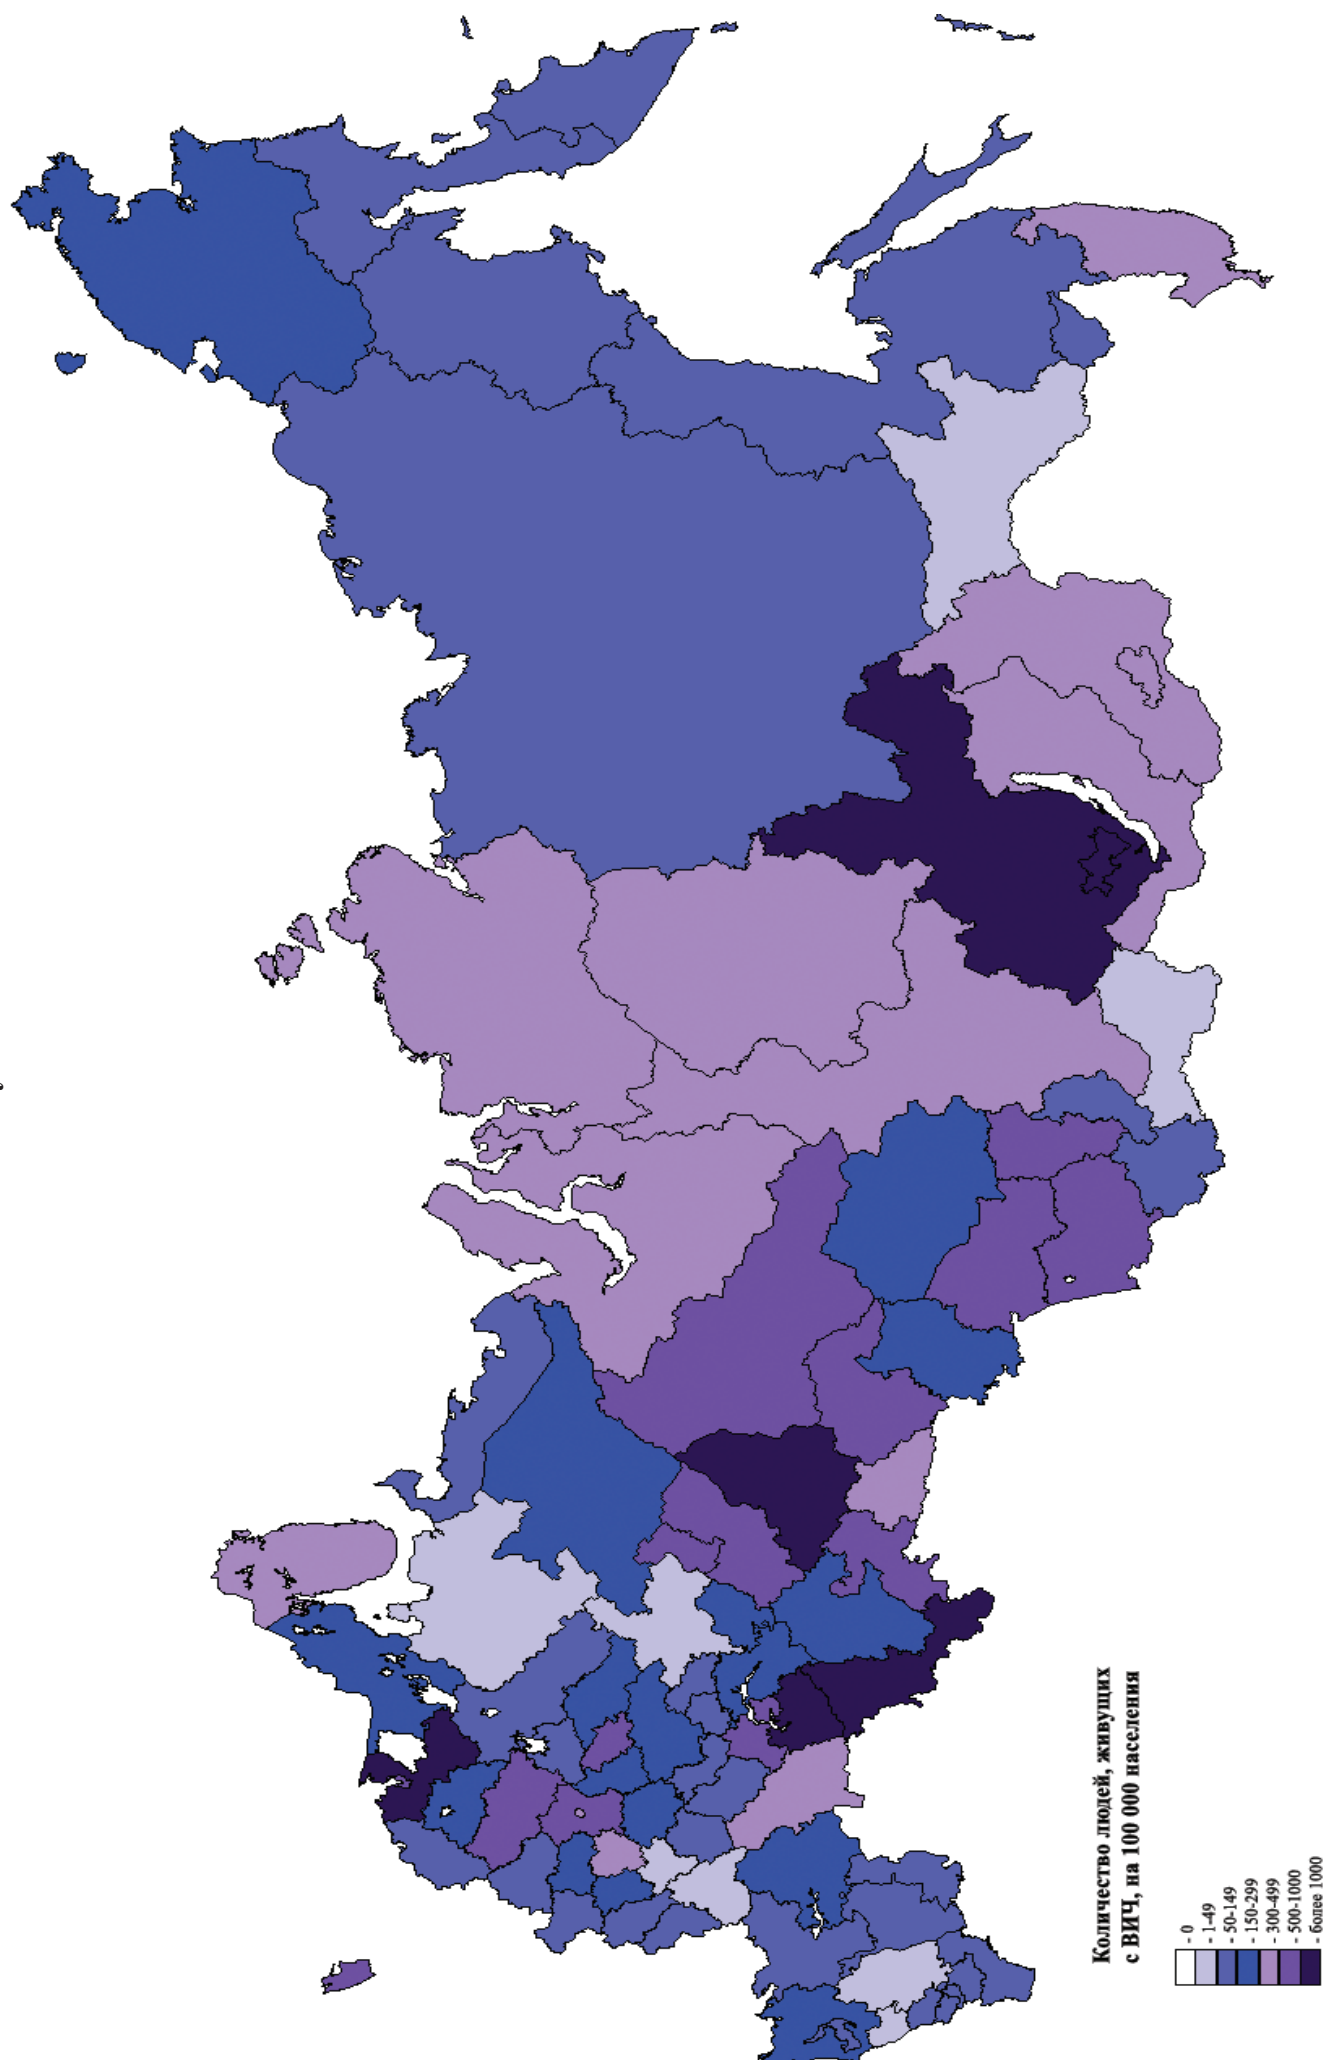 Количество людей, живущих
с ВИЧ, на 100 000 населения
- 0
- 1-49
- 50-149
- 150-299
- 300-499
- 500-1000
- более 1000